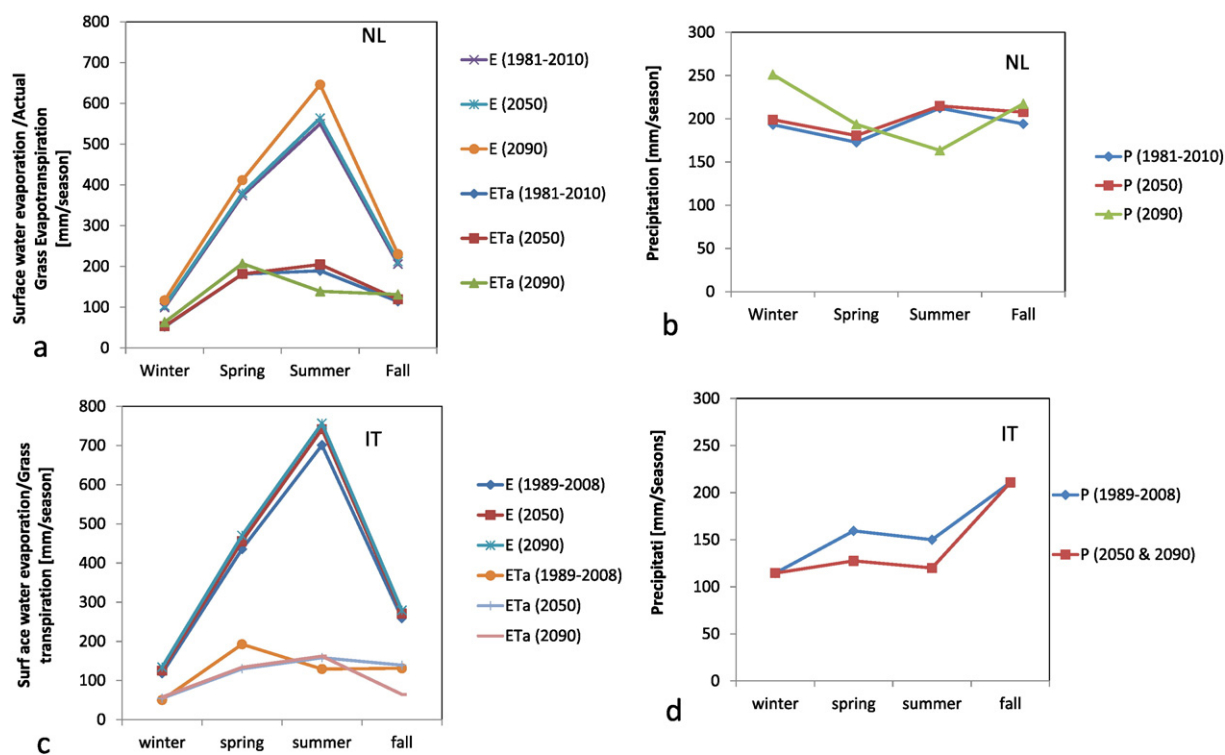 Surface water evaporation /Actual
Grass Evapotranspiration
[mm/season]
800
700
600
500
400
300
200
100
0
NL
Winter Spring Summer Fall
E (1981-2010)
E (2050)
E (2090)
ETa (1981-2010)
ETa (2050)
ETa (2090)
a
Precipitation [mm/season]
300
250
200
150
100
50
0
NL
Winter Spring Summer Fall
P (1981-2010)
P (2050)
P (2090)
b
Surf ace water evaporation/Grass
transpiration [mm/season]
800
700
600
500
400
300
200
100
0
IT
winter spring summer fall
E (1989-2008)
E (2050)
E (2090)
ETa (1989-2008)
ETa (2050)
ETa (2090)
c
Precipitati [mm/Seasons]
300
250
200
150
100
50
0
IT
winter spring summer fall
P (1989-2008)
P (2050 & 2090)
d